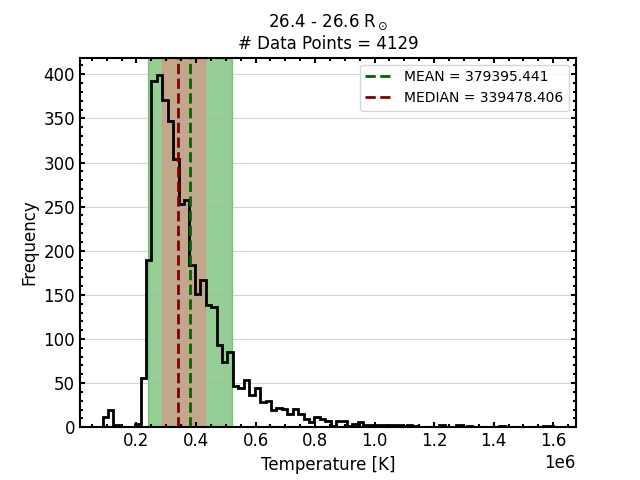 26.4 - 26.6 R☉
# Data Points = 4129
MEAN = 379395.441
MEDIAN = 339478.406
Frequency
400
350
300
250
200
150
100
50
0
0.2 0.4 0.6 0.8 1.0 1.2 1.4 1.6
1e6
Temperature [K]